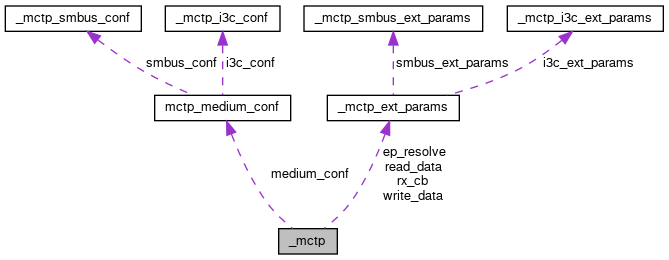 _mctp_smbus_conf
_mctp_i3c_conf
_mctp_smbus_ext_params
_mctp_i3c_ext_params
smbus_conf
i3c_conf
smbus_ext_params
i3c_ext_params
mctp_medium_conf
_mctp_ext_params
medium_conf
ep_resolve
read_data
rx_cb
write_data
_mctp